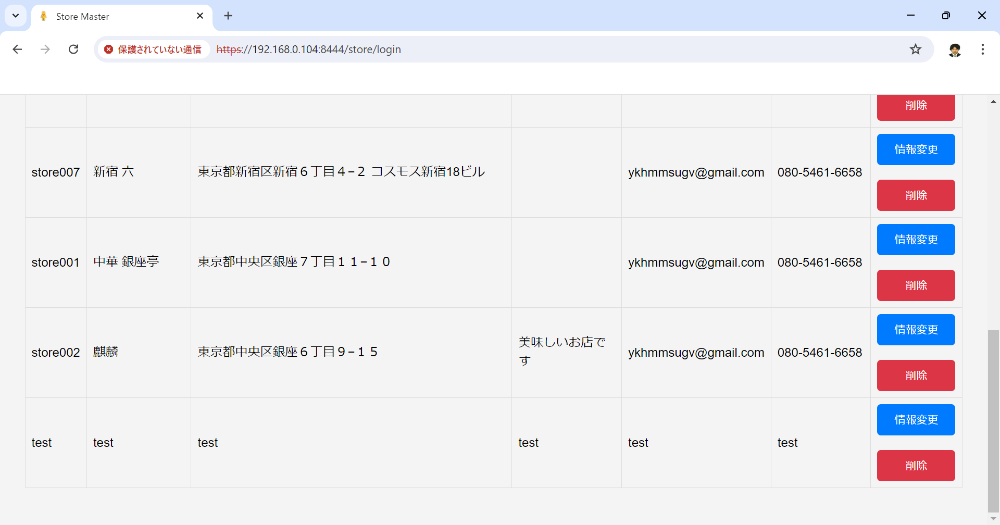 Store Master
保護されていない通信 https://192.168.0.104:8444/store/login
削除
store007 新宿 六 東京都新宿区新宿６丁目４−２ コスモス新宿18ビル ykhmmsugv@gmail.com 080-5461-6658 情報変更
削除
store001 中華 銀座亭 東京都中央区銀座７丁目１１−１０ ykhmmsugv@gmail.com 080-5461-6658 情報変更
削除
store002 麒麟 東京都中央区銀座６丁目９−１５ 美味しいお店で
す ykhmmsugv@gmail.com 080-5461-6658 情報変更
削除
test test test test test test 情報変更
削除